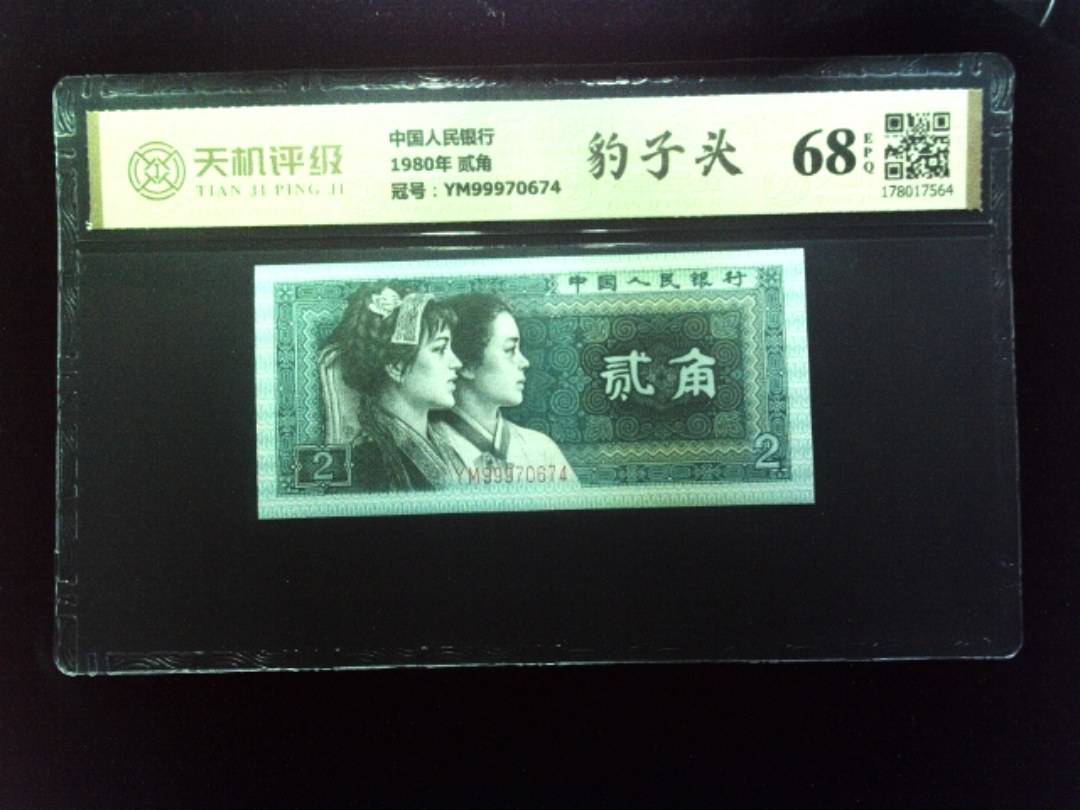 天机评级
TIAN JI PING JI
中国人民银行
1980年 贰角
冠号：YM99970674
豹子头
68
EPQ
178017564
中国人民银行
贰角
2
2
YM99970674